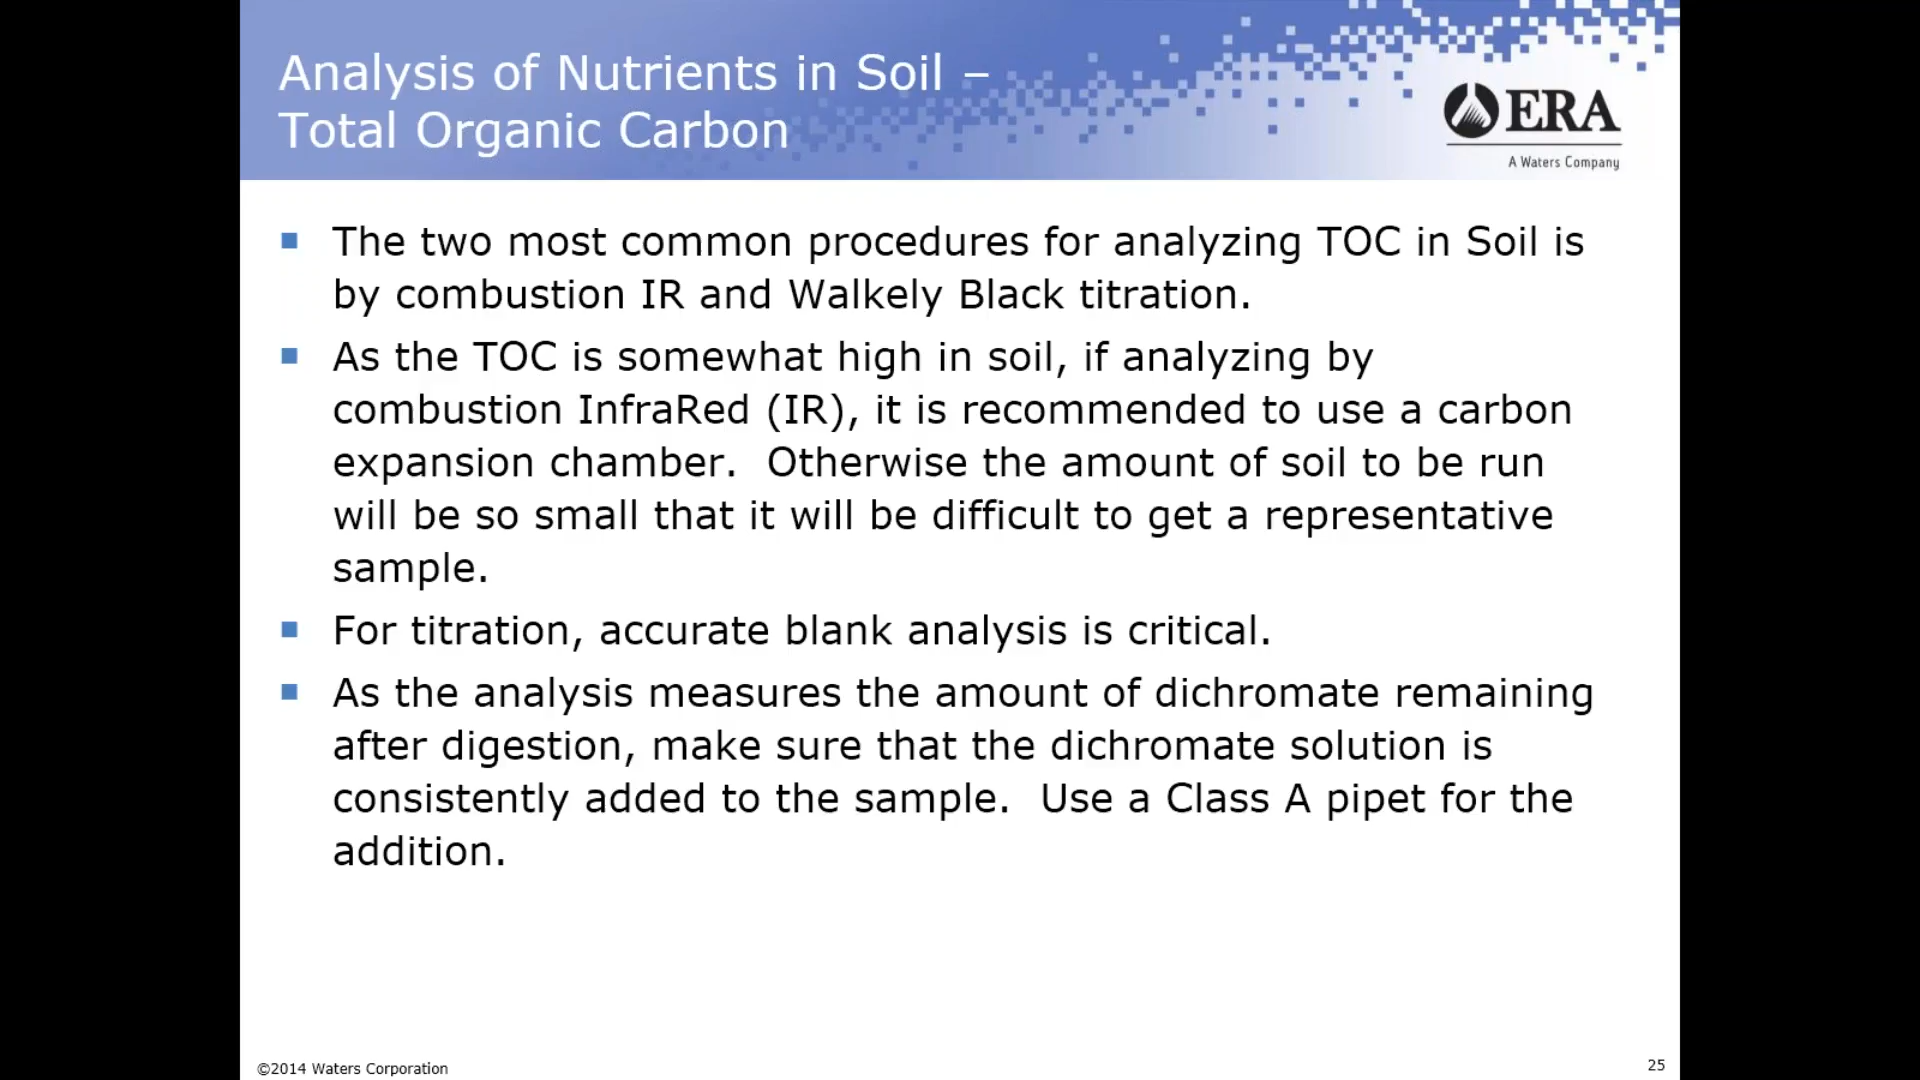 Analysis of Nutrients in Soil –
Total Organic Carbon
ERA
A Waters Company
The two most common procedures for analyzing TOC in Soil is
by combustion IR and Walkely Black titration.
As the TOC is somewhat high in soil, if analyzing by
combustion InfraRed (IR), it is recommended to use a carbon
expansion chamber.  Otherwise the amount of soil to be run
will be so small that it will be difficult to get a representative
sample.
For titration, accurate blank analysis is critical.
As the analysis measures the amount of dichromate remaining
after digestion, make sure that the dichromate solution is
consistently added to the sample.  Use a Class A pipet for the
addition.
©2014 Waters Corporation
25